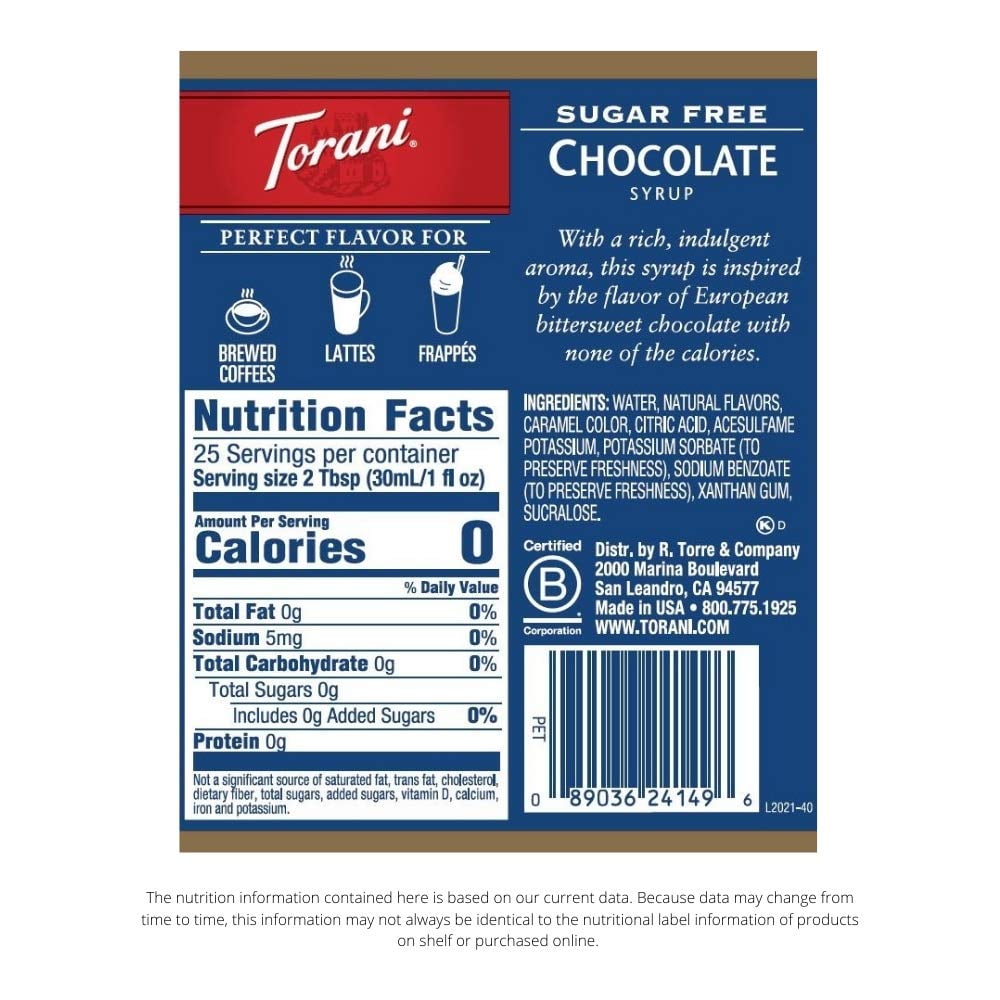 Torani®
PERFECT FLAVOR FOR
BREWED
COFFEES
LATTES
FRAPPÉS
Nutrition Facts
25 Servings per container
Serving size 2 Tbsp (30mL/1 fl oz)
Amount Per Serving
Calories 0
% Daily Value
Total Fat 0g 0%
Sodium 5mg 0%
Total Carbohydrate 0g 0%
Total Sugars 0g
Includes 0g Added Sugars 0%
Protein 0g
Not a significant source of saturated fat, trans fat, cholesterol,
dietary fiber, total sugars, added sugars, vitamin D, calcium,
iron and potassium.
SUGAR FREE
CHOCOLATE
SYRUP
With a rich, indulgent
aroma, this syrup is inspired
by the flavor of European
bittersweet chocolate with
none of the calories.
INGREDIENTS: WATER, NATURAL FLAVORS,
CARAMEL COLOR, CITRIC ACID, ACESULFAME
POTASSIUM, POTASSIUM SORBATE (TO
PRESERVE FRESHNESS), SODIUM BENZOATE
(TO PRESERVE FRESHNESS), XANTHAN GUM,
SUCRALOSE.
K D
Certified
B
Corporation
Distr. by R. Torre & Company
2000 Marina Boulevard
San Leandro, CA 94577
Made in USA • 800.775.1925
WWW.TORANI.COM
PET
0 89036 24149 6
L2021-40
The nutrition information contained here is based on our current data. Because data may change from
time to time, this information may not always be identical to the nutritional label information of products
on shelf or purchased online.